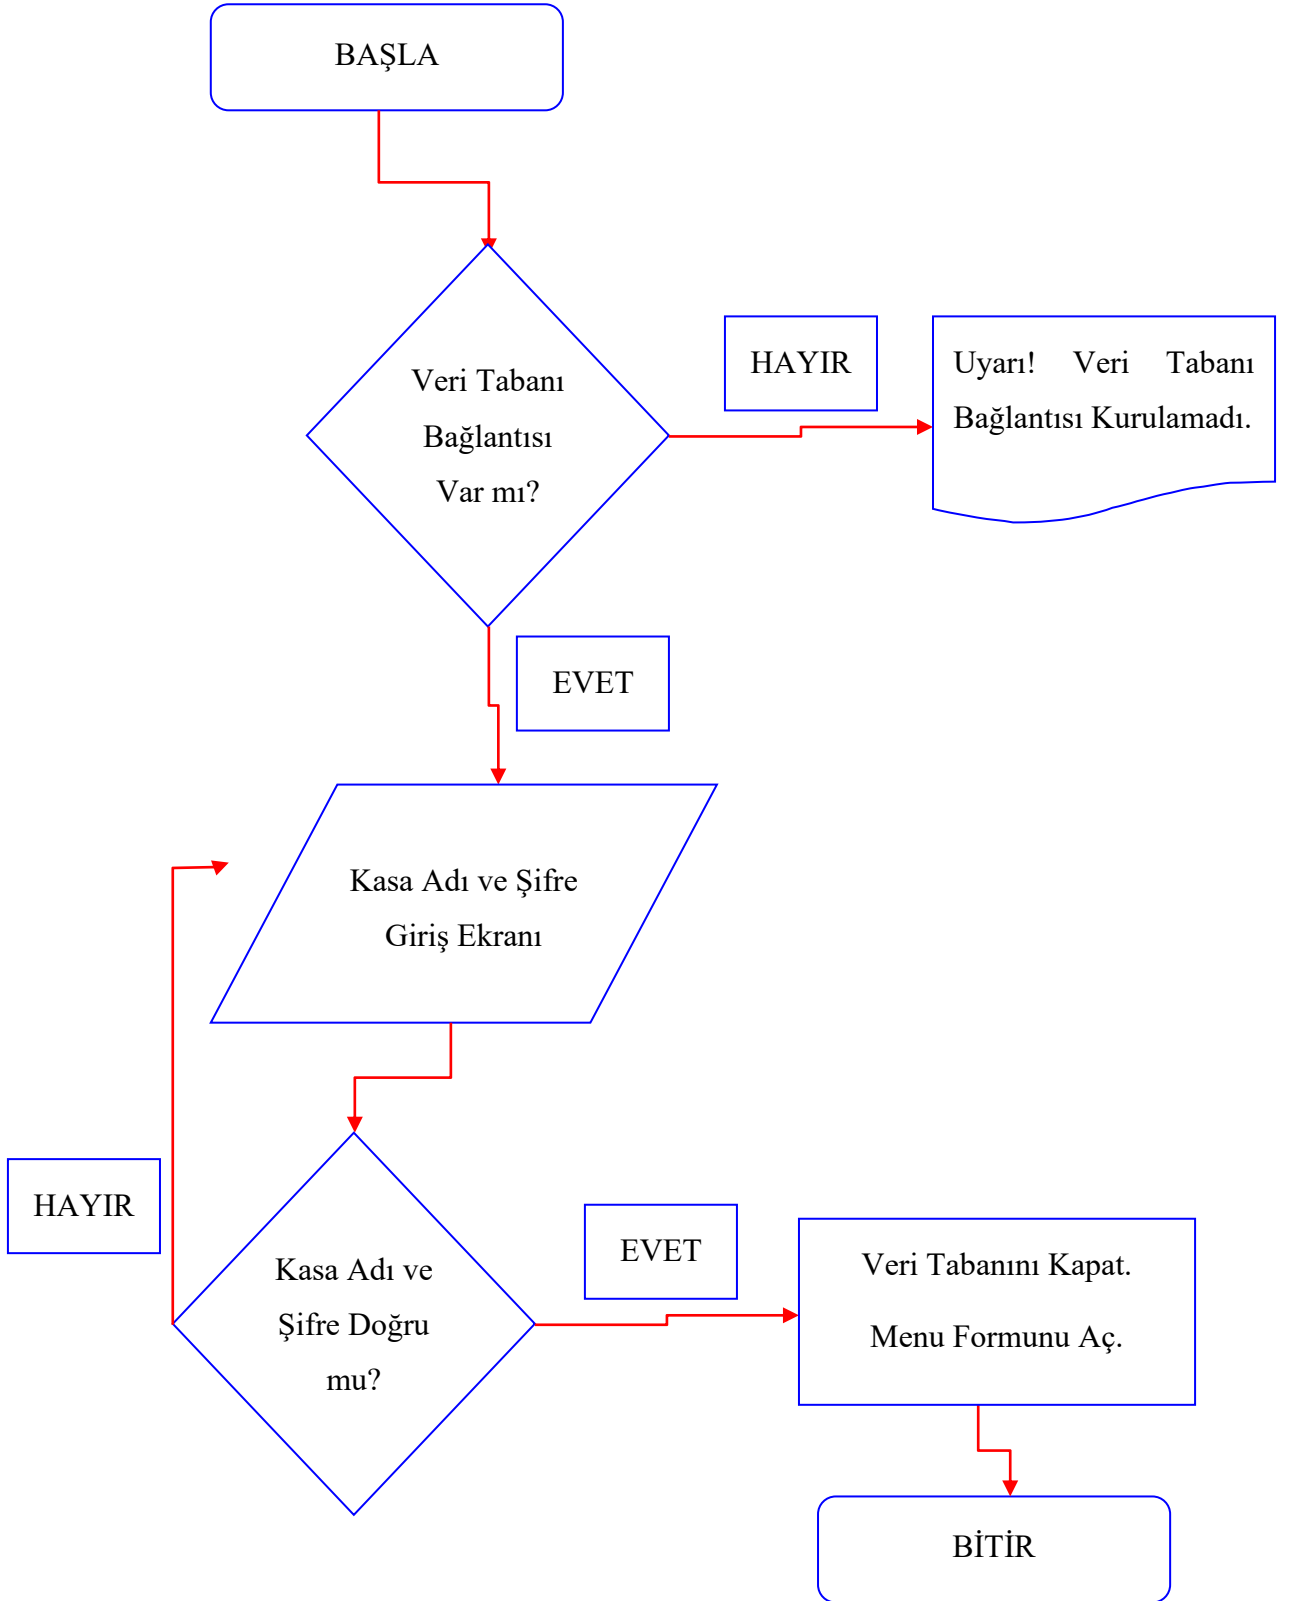 BAŞLA
Veri Tabanı
Bağlantısı
Var mı?
HAYIR
Uyarı! Veri Tabanı
Bağlantısı Kurulamadı.
EVET
Kasa Adı ve Şifre
Giriş Ekranı
HAYIR
Kasa Adı ve
Şifre Doğru
mu?
EVET
Veri Tabanını Kapat.
Menu Formunu Aç.
BİTİR